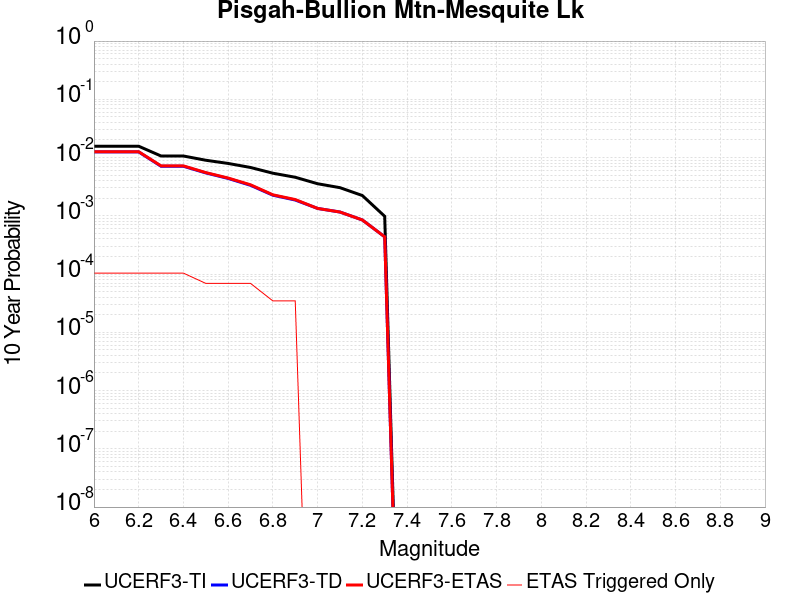 Pisgah-Bullion Mtn-Mesquite Lk
10 0
10 -1
10 -2
10 -3
10 -4
10 -5
10 -6
10 -7
10 -8
10 Year Probability
6 6.2 6.4 6.6 6.8 7 7.2 7.4 7.6 7.8 8 8.2 8.4 8.6 8.8 9
Magnitude
UCERF3-TI UCERF3-TD UCERF3-ETAS ETAS Triggered Only